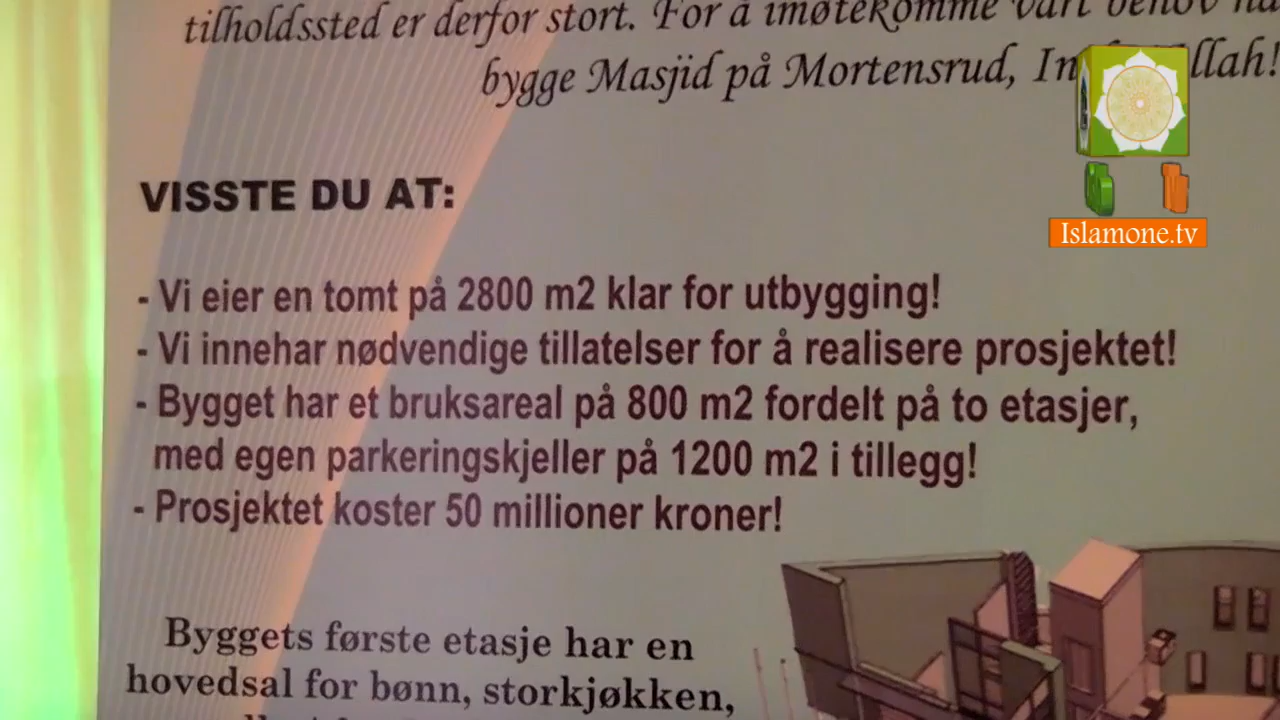 tilholdssted er derfor stort. For å imøtekomme vårt behov
bygge Masjid på Mortensrud,
Islamone.tv
VISSTE DU AT:
- Vi eier en tomt på 2800 m2 klar for utbygging!
- Vi innehar nødvendige tillatelser for å realisere prosjektet!
- Bygget har et bruksareal på 800 m2 fordelt på to etasjer,
med egen parkeringskjeller på 1200 m2 i tillegg!
- Prosjektet koster 50 millioner kroner!
Byggets første etasje har en
hovedsal for bønn, storkjøkken,